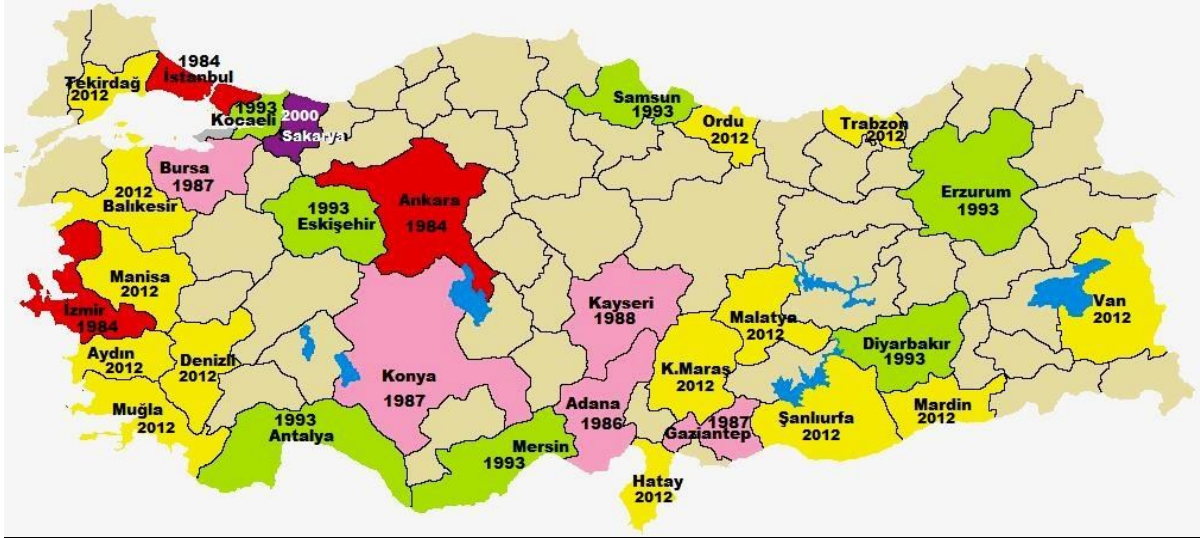 1984
İstanbul
Tekirdağ
2012
1993
Kocaeli
2000
Sakarya
Samsun
1993
Ordu
2012
Trabzon
2012
Bursa
1987
2012
Balıkesir
1993
Eskişehir
Ankara
1984
Erzurum
1993
Manisa
2012
İzmir
1984
Kayseri
1988
Malatya
2012
Van
2012
Aydın
2012
Denizli
2012
Diyarbakır
1993
Konya
1987
K.Maraş
2012
Muğla
2012
1993
Antalya
Adana
1986
1987
Gaziantep
Şanlıurfa
2012
Mardin
2012
Mersin
1993
Hatay
2012